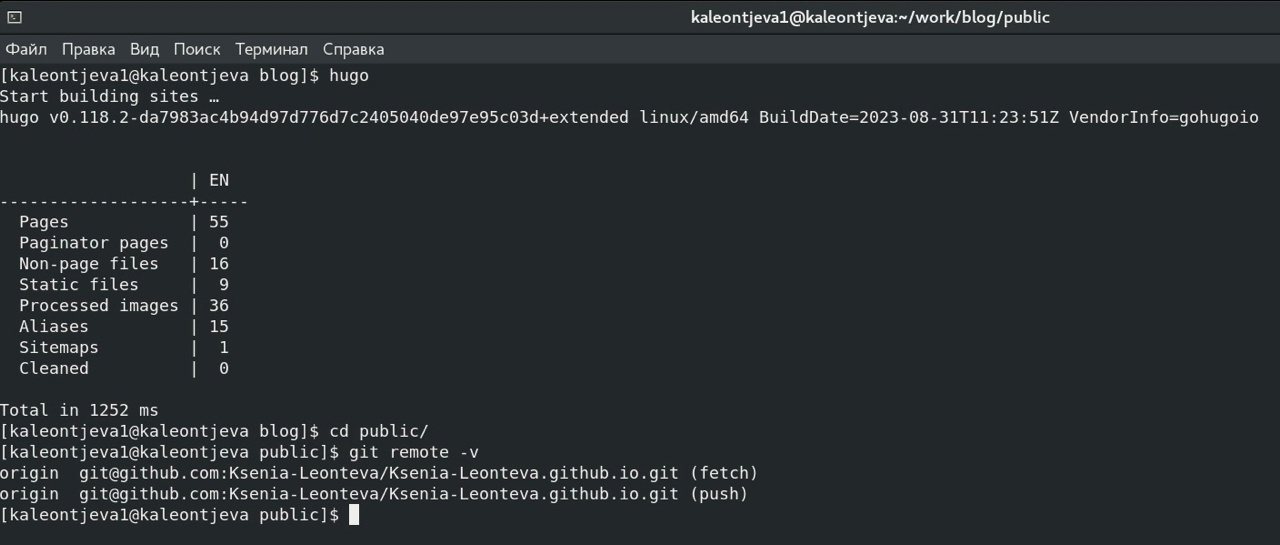 kaleontjeva1@kaleontjeva:~/work/blog/public
Файл Правка Вид Поиск Терминал Справка
[kaleontjeva1@kaleontjeva blog]$ hugo
Start building sites …
hugo v0.118.2-da7983ac4b94d97d776d7c2405040de97e95c03d+extended linux/amd64 BuildDate=2023-08-31T11:23:51Z VendorInfo=gohugoio
                   | EN
-------------------+-----
  Pages            | 55
  Paginator pages  |  0
  Non-page files   | 16
  Static files     |  9
  Processed images | 36
  Aliases          | 15
  Sitemaps         |  1
  Cleaned          |  0
Total in 1252 ms
[kaleontjeva1@kaleontjeva blog]$ cd public/
[kaleontjeva1@kaleontjeva public]$ git remote -v
origin  git@github.com:Ksenia-Leonteva/Ksenia-Leonteva.github.io.git (fetch)
origin  git@github.com:Ksenia-Leonteva/Ksenia-Leonteva.github.io.git (push)
[kaleontjeva1@kaleontjeva public]$